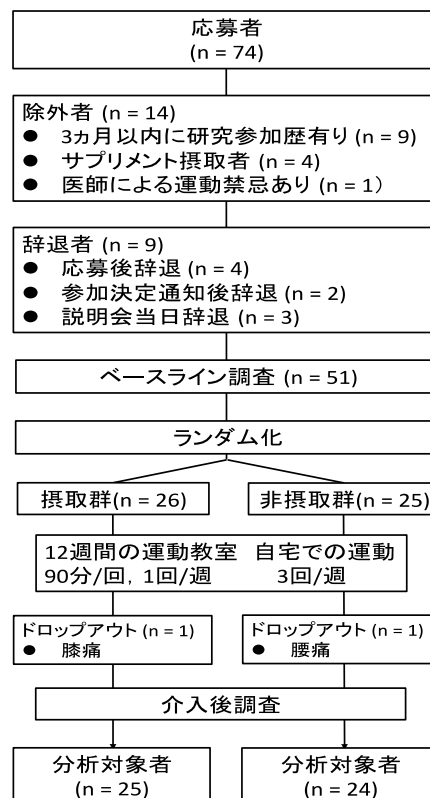 応募者
(n = 74)
除外者 (n = 14)
● 3ヵ月以内に研究参加歴有り (n = 9)
● サプリメント摂取者 (n = 4)
● 医師による運動禁忌あり (n = 1)
辞退者 (n = 9)
● 応募後辞退 (n = 4)
● 参加決定通知後辞退 (n = 2)
● 説明会当日辞退 (n = 3)
ベースライン調査 (n = 51)
ランダム化
摂取群(n = 26)
非摂取群(n = 25)
12週間の運動教室 自宅での運動
90分/回, 1回/週 3回/週
ドロップアウト (n = 1)
● 膝痛
ドロップアウト (n = 1)
● 腰痛
介入後調査
分析対象者
(n = 25)
分析対象者
(n = 24)